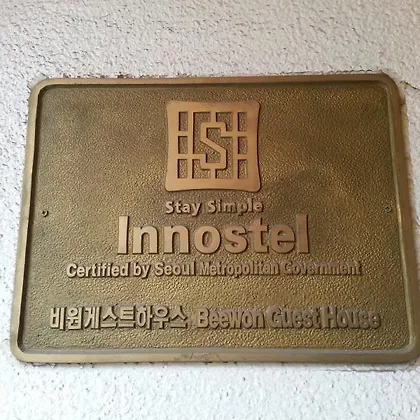 Stay Simple
Innostel
Certified by Seoul Metropolitan Government
비원게스트하우스 Beewon Guest House